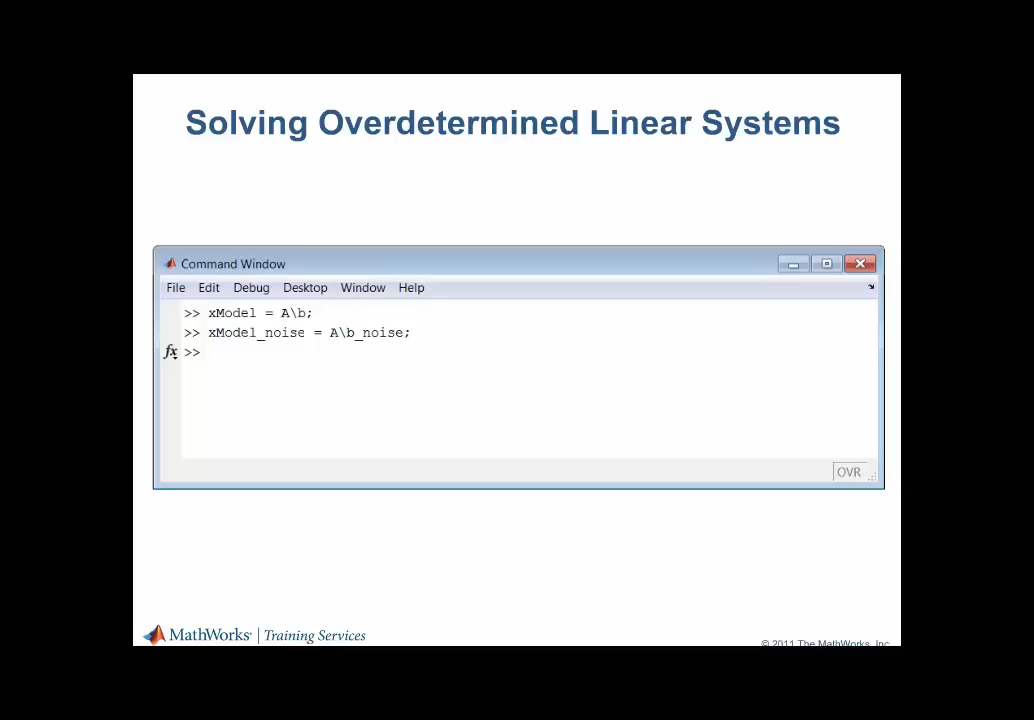 Solving Overdetermined Linear Systems
Command Window
File Edit Debug Desktop Window Help
>> xModel = A\b;
>> xModel_noise = A\b_noise;
fx >>
OVR
MathWorks® | Training Services
© 2011 The MathWorks, Inc.